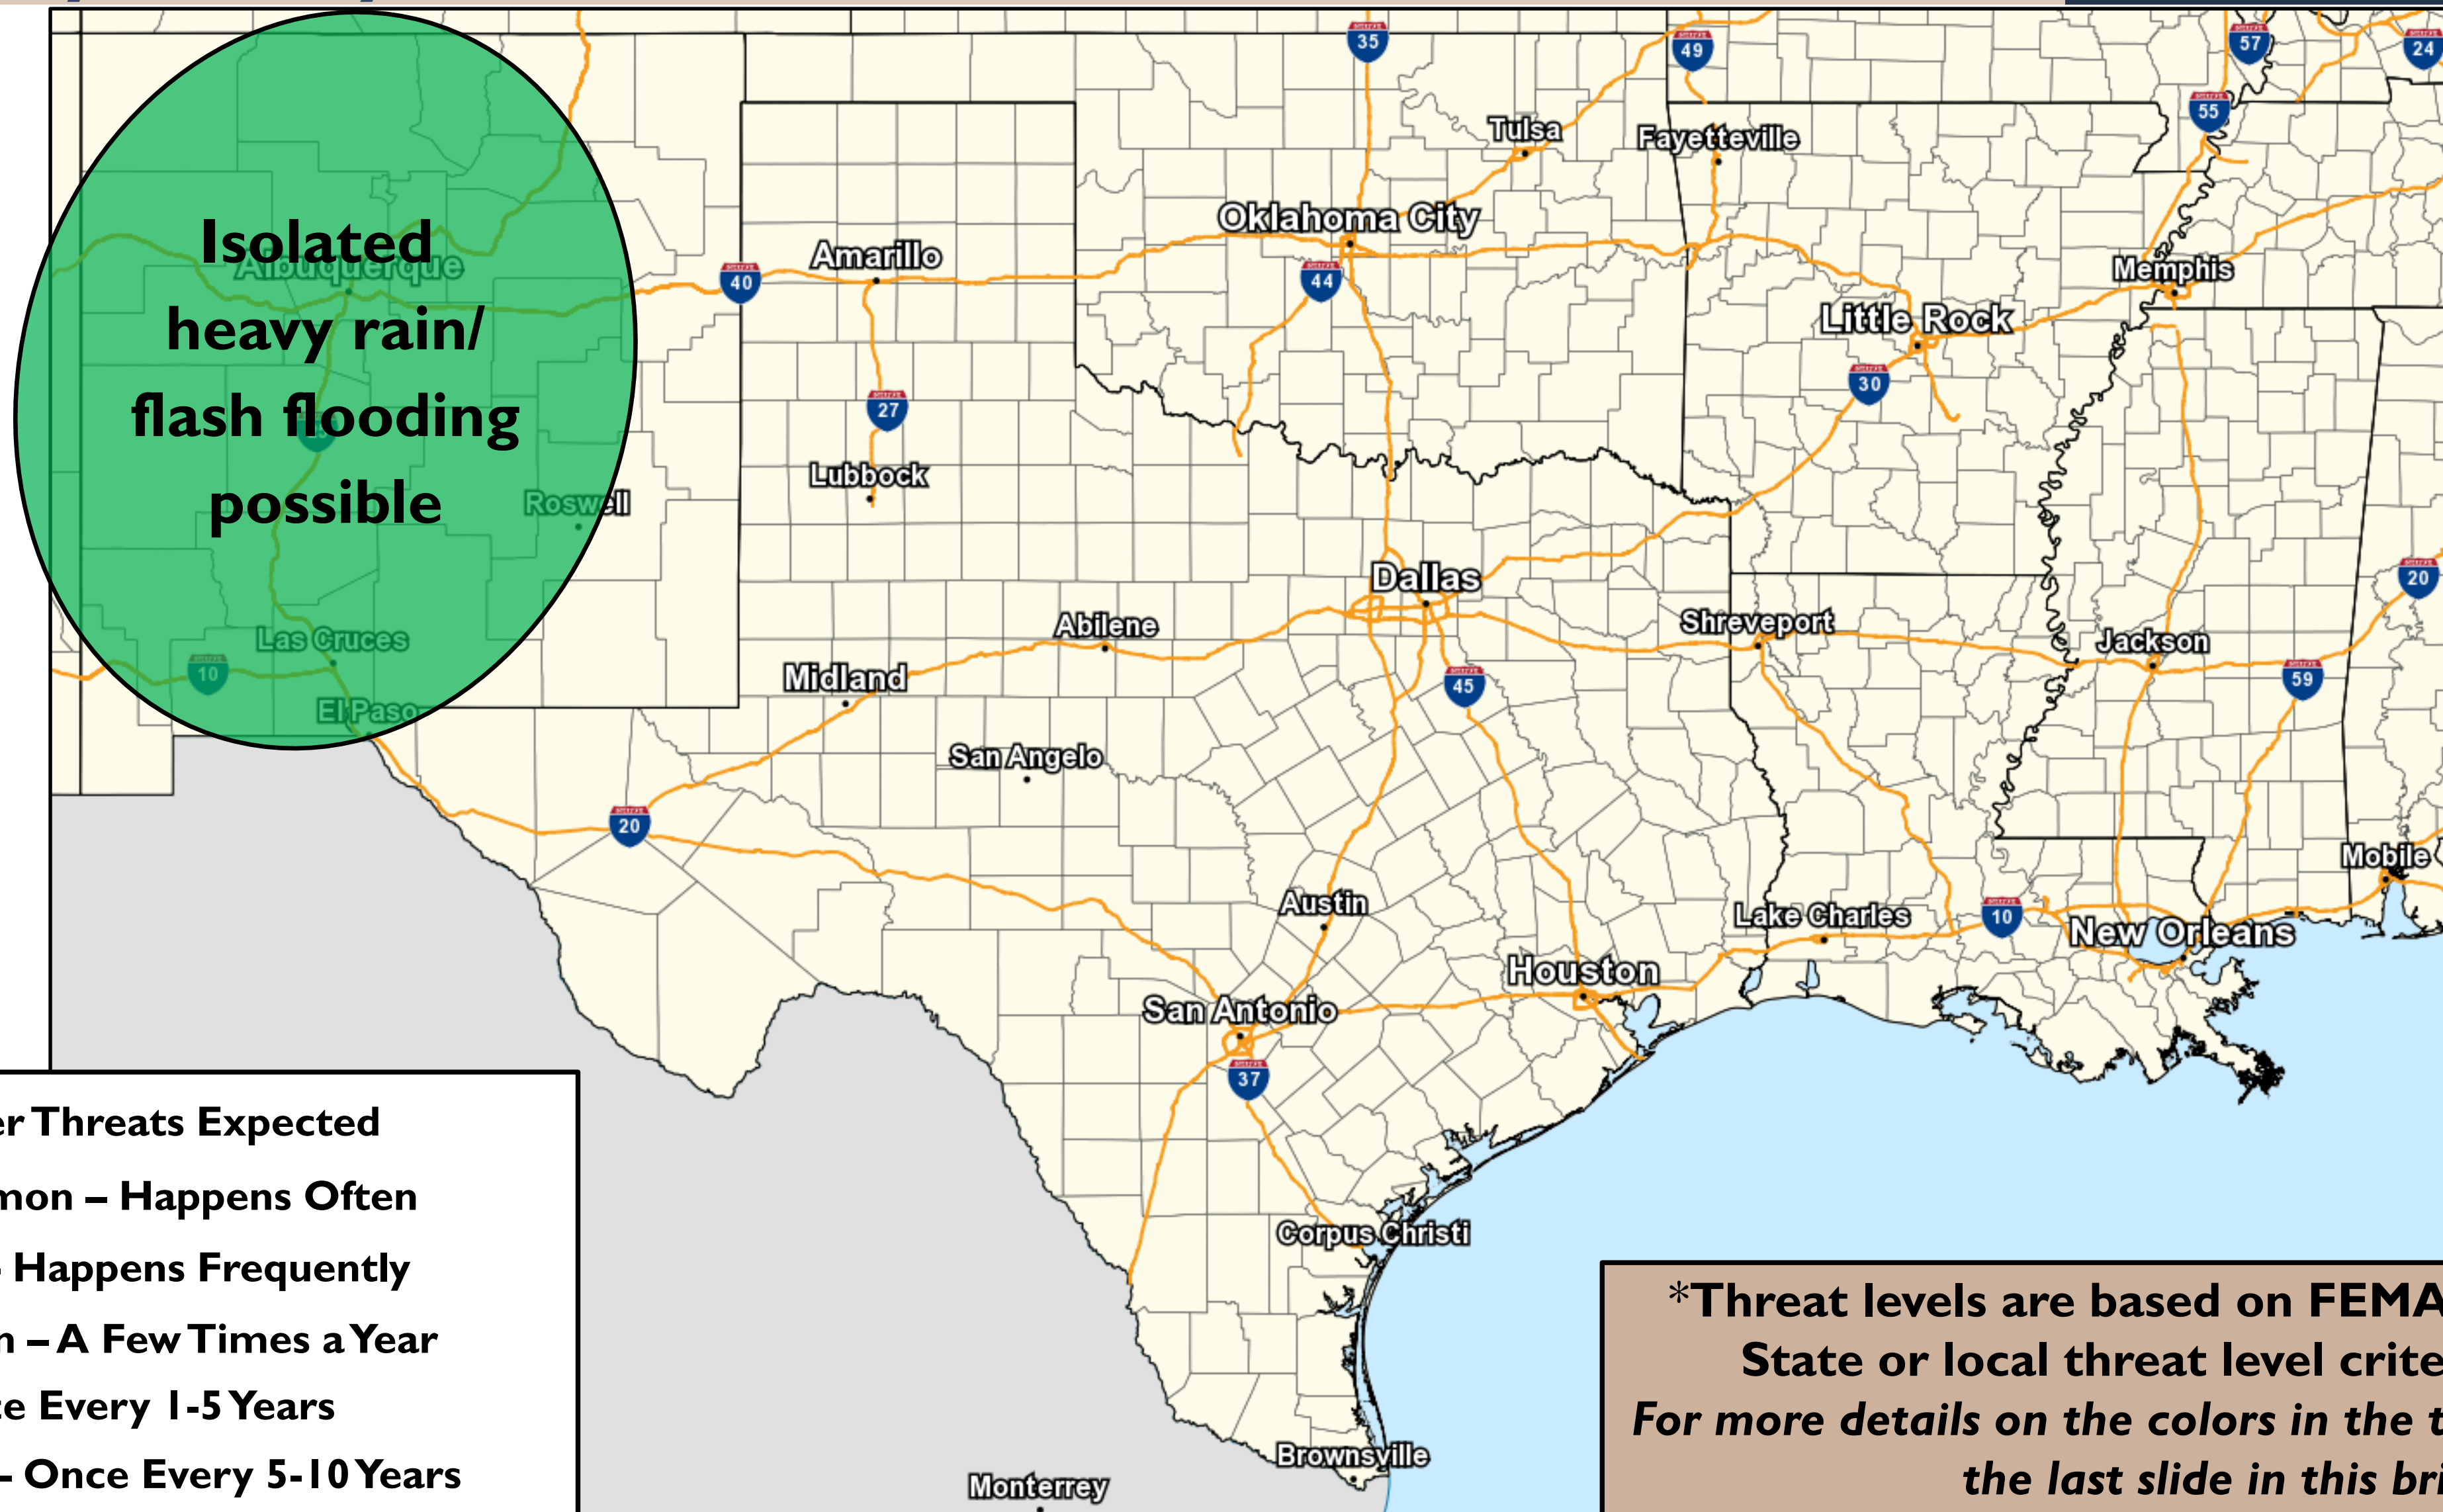 Isolated
heavy rain/
flash flooding
possible
Albuquerque
Roswell
Las Cruces
El Paso
10
35
49
57
24
55
Tulsa
Fayetteville
Oklahoma City
Amarillo
40
44
Memphis
Little Rock
30
27
Lubbock
Dallas
20
Abilene
Shreveport
Jackson
Midland
45
59
San Angelo
20
Mobile
Austin
Lake Charles
10
New Orleans
Houston
San Antonio
37
Corpus Christi
Brownsville
Monterrey
er Threats Expected
mon – Happens Often
- Happens Frequently
n – A Few Times a Year
e Every 1-5 Years
– Once Every 5-10 Years
*Threat levels are based on FEMA
State or local threat level crite
For more details on the colors in the t
the last slide in this bri